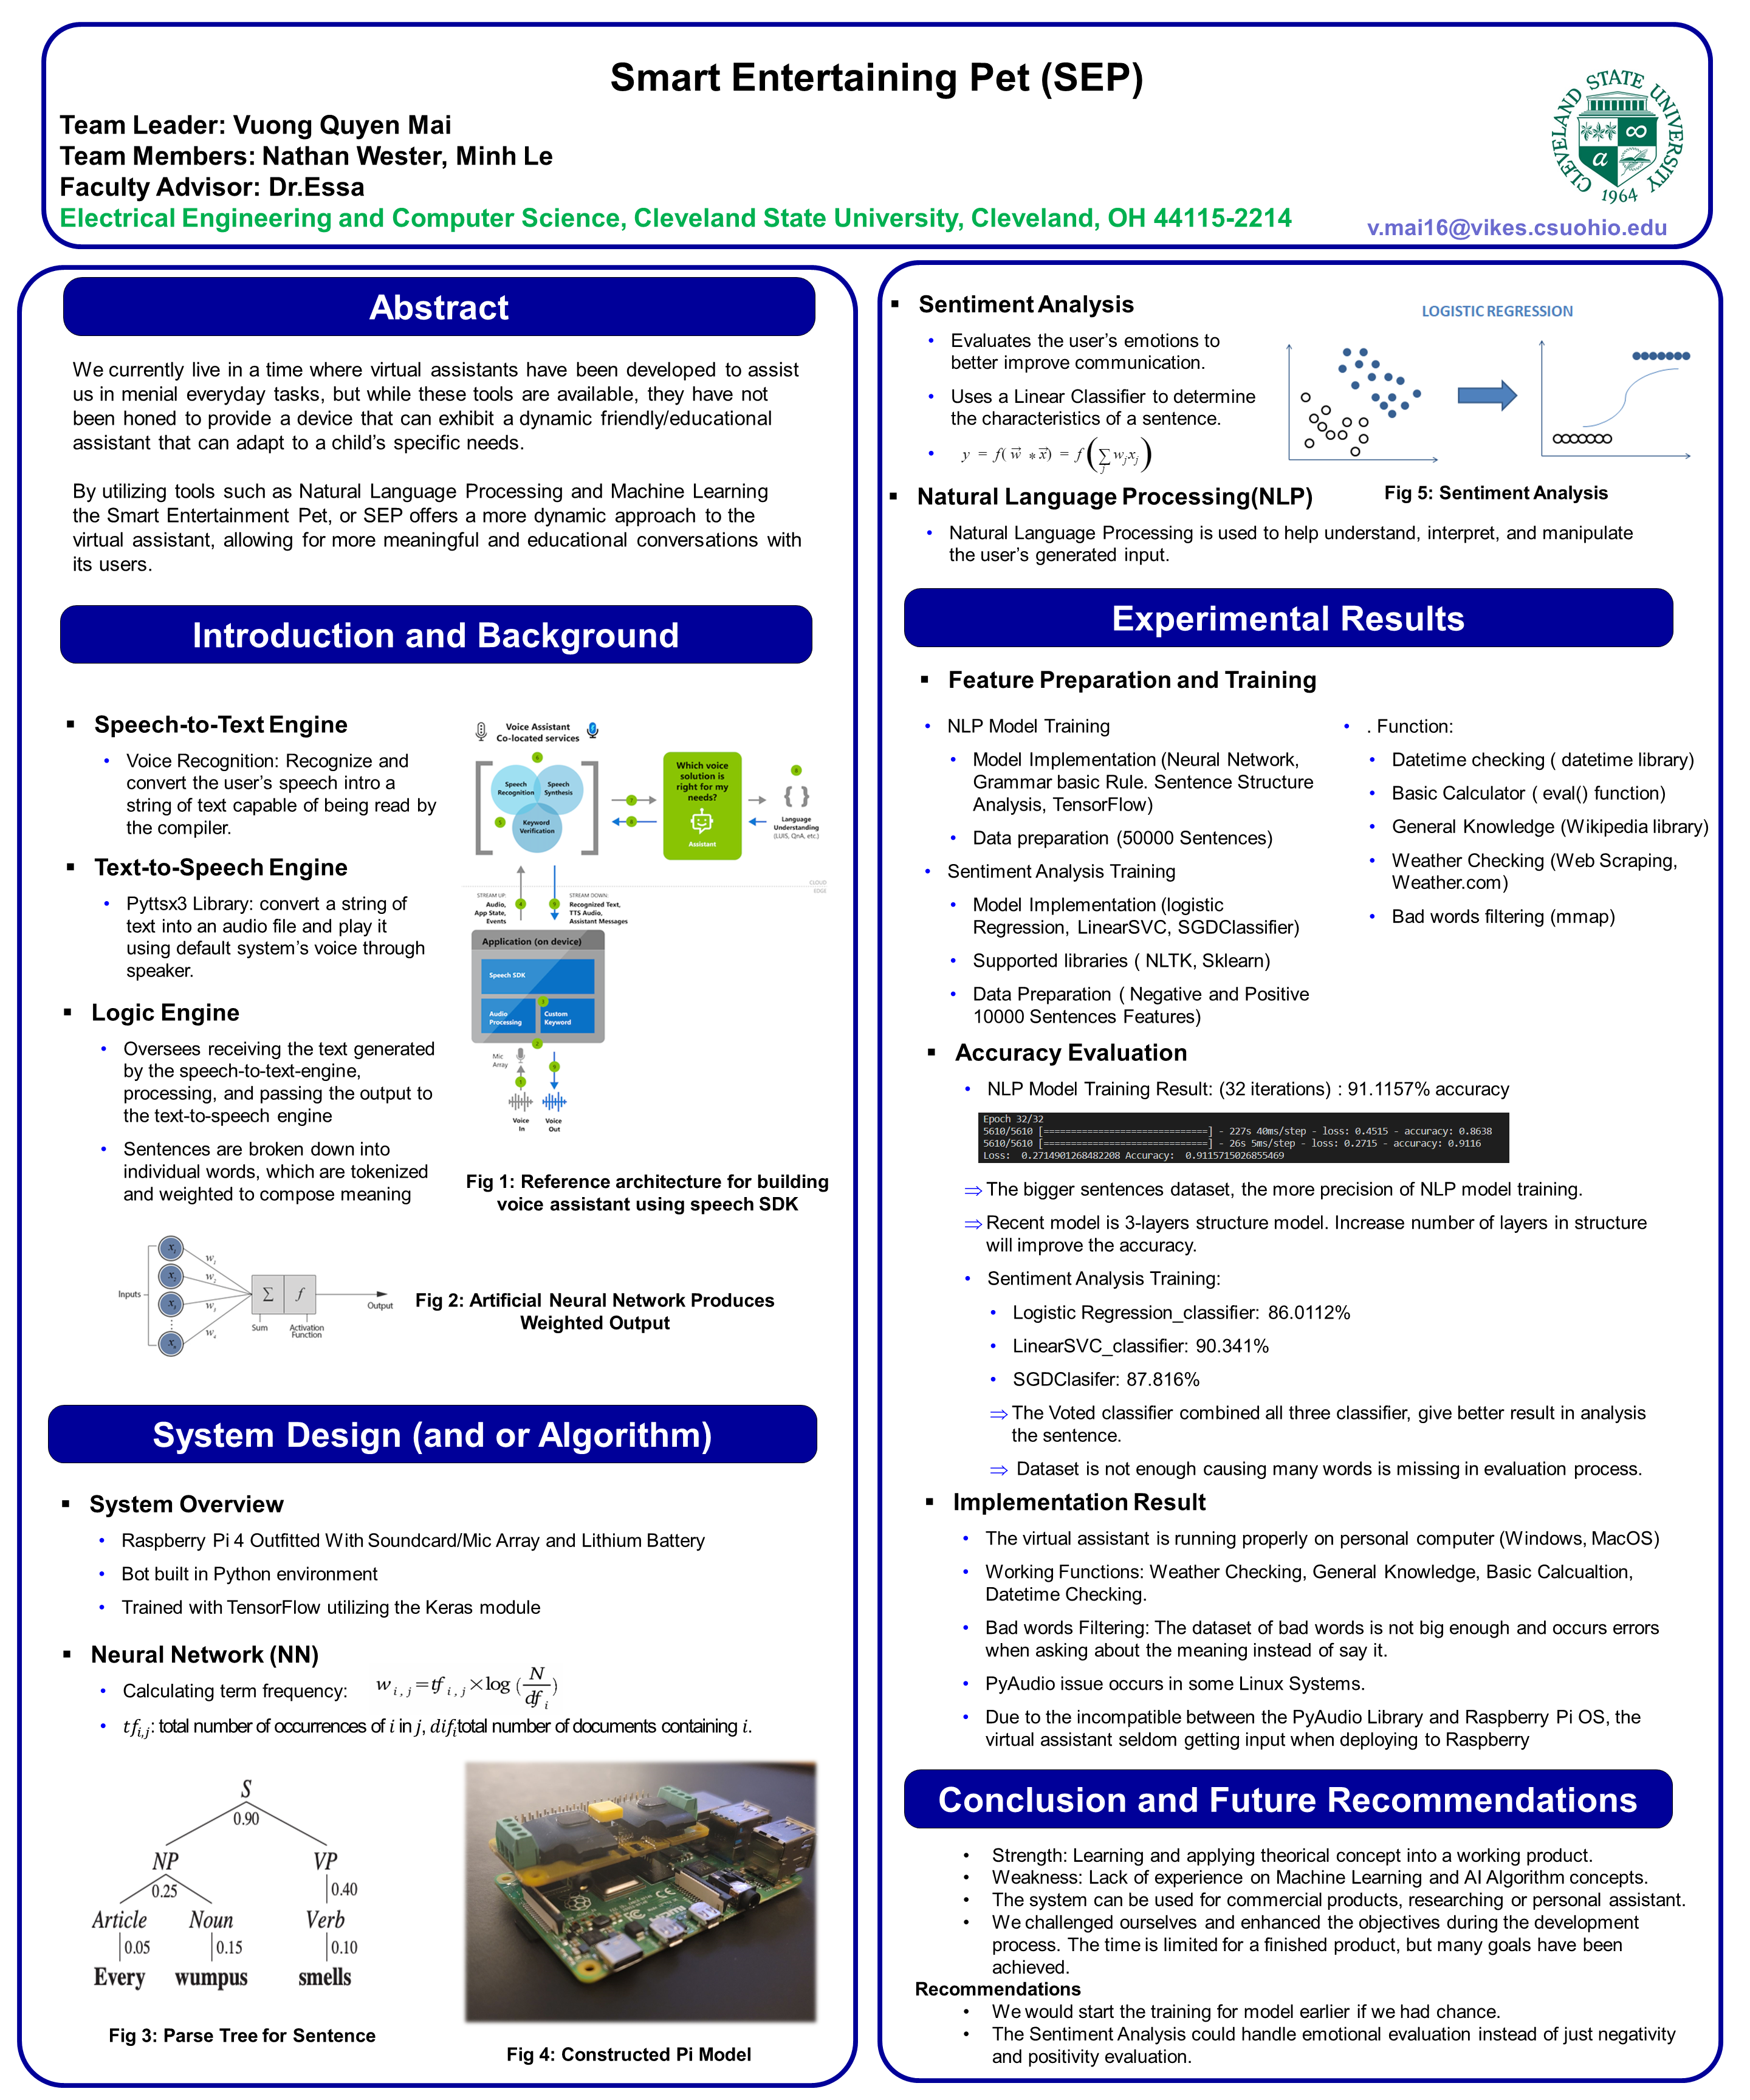 Smart Entertaining Pet (SEP)
Team Leader: Vuong Quyen Mai
Team Members: Nathan Wester, Minh Le
Faculty Advisor: Dr.Essa
Electrical Engineering and Computer Science, Cleveland State University, Cleveland, OH 44115-2214
v.mai16@vikes.csuohio.edu
CLEVELAND STATE UNIVERSITY
1964
Abstract
We currently live in a time where virtual assistants have been developed to assist
us in menial everyday tasks, but while these tools are available, they have not
been honed to provide a device that can exhibit a dynamic friendly/educational
assistant that can adapt to a child's specific needs.
By utilizing tools such as Natural Language Processing and Machine Learning
the Smart Entertainment Pet, or SEP offers a more dynamic approach to the
virtual assistant, allowing for more meaningful and educational conversations with
its users.
Introduction and Background
▪ Speech-to-Text Engine
• Voice Recognition: Recognize and
convert the user's speech intro a
string of text capable of being read by
the compiler.
▪ Text-to-Speech Engine
• Pyttsx3 Library: convert a string of
text into an audio file and play it
using default system's voice through
speaker.
▪ Logic Engine
• Oversees receiving the text generated
by the speech-to-text-engine,
processing, and passing the output to
the text-to-speech engine
• Sentences are broken down into
individual words, which are tokenized
and weighted to compose meaning
Voice Assistant
Co-located services
6
Speech
Recognition
Speech
Synthesis
Keyword
Verification
5
7
8
Which voice
solution is
right for my
needs?
Assistant
{ }
Language
Understanding
(LUIS, QnA, etc.)
CLOUD
EDGE
STREAM UP:
Audio,
App State,
Events
4
9
STREAM DOWN:
Recognized Text,
TTS Audio,
Assistant Messages
Application (on device)
Speech SDK
Audio
Processing
3
Custom
Keyword
2
Mic
Array
1
9
Voice
In
Voice
Out
Fig 1: Reference architecture for building
voice assistant using speech SDK
Inputs
x1
x2
x3
w1
w2
w3
w4
Σ
f
Sum
Activation
Function
Output
Fig 2: Artificial Neural Network Produces
Weighted Output
System Design (and or Algorithm)
▪ System Overview
• Raspberry Pi 4 Outfitted With Soundcard/Mic Array and Lithium Battery
• Bot built in Python environment
• Trained with TensorFlow utilizing the Keras module
▪ Neural Network (NN)
• Calculating term frequency: w i,j = tf i,j × log (N / df i)
• tf i,j: total number of occurrences of i in j, dif i total number of documents containing i.
S
0.90
NP
VP
0.25
0.40
Article Noun Verb
0.05 0.15 0.10
Every wumpus smells
Fig 3: Parse Tree for Sentence
Fig 4: Constructed Pi Model
▪ Sentiment Analysis
• Evaluates the user's emotions to
better improve communication.
• Uses a Linear Classifier to determine
the characteristics of a sentence.
• y = f( w⃗ * x⃗) = f ( Σ j w j x j )
LOGISTIC REGRESSION
Fig 5: Sentiment Analysis
▪ Natural Language Processing(NLP)
• Natural Language Processing is used to help understand, interpret, and manipulate
the user's generated input.
Experimental Results
▪ Feature Preparation and Training
• NLP Model Training
• Model Implementation (Neural Network,
Grammar basic Rule. Sentence Structure
Analysis, TensorFlow)
• Data preparation (50000 Sentences)
• Sentiment Analysis Training
• Model Implementation (logistic
Regression, LinearSVC, SGDClassifier)
• Supported libraries ( NLTK, Sklearn)
• Data Preparation ( Negative and Positive
10000 Sentences Features)
• . Function:
• Datetime checking ( datetime library)
• Basic Calculator ( eval() function)
• General Knowledge (Wikipedia library)
• Weather Checking (Web Scraping,
Weather.com)
• Bad words filtering (mmap)
▪ Accuracy Evaluation
• NLP Model Training Result: (32 iterations) : 91.1157% accuracy
Epoch 32/32
5610/5610 [==============================] - 227s 40ms/step - loss: 0.4515 - accuracy: 0.8638
5610/5610 [==============================] - 26s 5ms/step - loss: 0.2715 - accuracy: 0.9116
Loss: 0.2714901268482208 Accuracy: 0.9115715026855469
⇒ The bigger sentences dataset, the more precision of NLP model training.
⇒ Recent model is 3-layers structure model. Increase number of layers in structure
will improve the accuracy.
• Sentiment Analysis Training:
• Logistic Regression_classifier: 86.0112%
• LinearSVC_classifier: 90.341%
• SGDClasifer: 87.816%
⇒ The Voted classifier combined all three classifier, give better result in analysis
the sentence.
⇒ Dataset is not enough causing many words is missing in evaluation process.
▪ Implementation Result
• The virtual assistant is running properly on personal computer (Windows, MacOS)
• Working Functions: Weather Checking, General Knowledge, Basic Calcualtion,
Datetime Checking.
• Bad words Filtering: The dataset of bad words is not big enough and occurs errors
when asking about the meaning instead of say it.
• PyAudio issue occurs in some Linux Systems.
• Due to the incompatible between the PyAudio Library and Raspberry Pi OS, the
virtual assistant seldom getting input when deploying to Raspberry
Conclusion and Future Recommendations
• Strength: Learning and applying theorical concept into a working product.
• Weakness: Lack of experience on Machine Learning and AI Algorithm concepts.
• The system can be used for commercial products, researching or personal assistant.
• We challenged ourselves and enhanced the objectives during the development
process. The time is limited for a finished product, but many goals have been
achieved.
Recommendations
• We would start the training for model earlier if we had chance.
• The Sentiment Analysis could handle emotional evaluation instead of just negativity
and positivity evaluation.